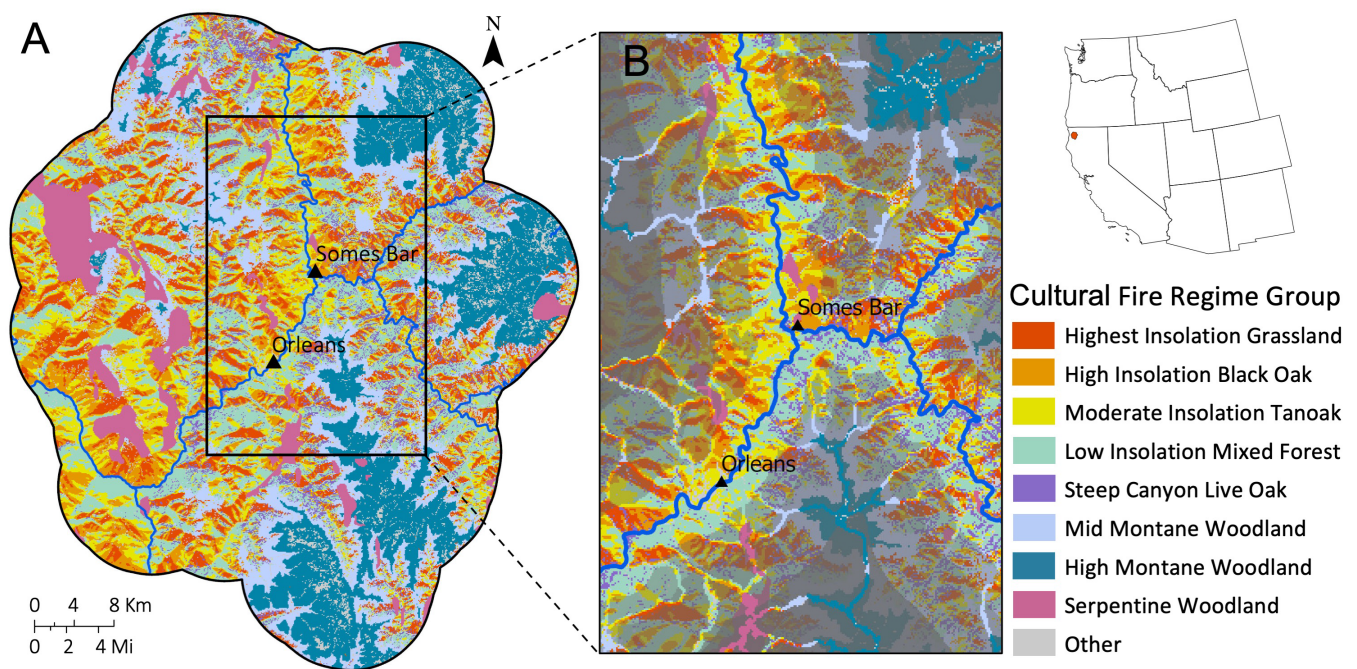 A
N
Somes Bar
Orleans
0 4 8 Km
0 2 4 Mi
B
Somes Bar
Orleans
Cultural Fire Regime Group
Highest Insolation Grassland
High Insolation Black Oak
Moderate Insolation Tanoak
Low Insolation Mixed Forest
Steep Canyon Live Oak
Mid Montane Woodland
High Montane Woodland
Serpentine Woodland
Other